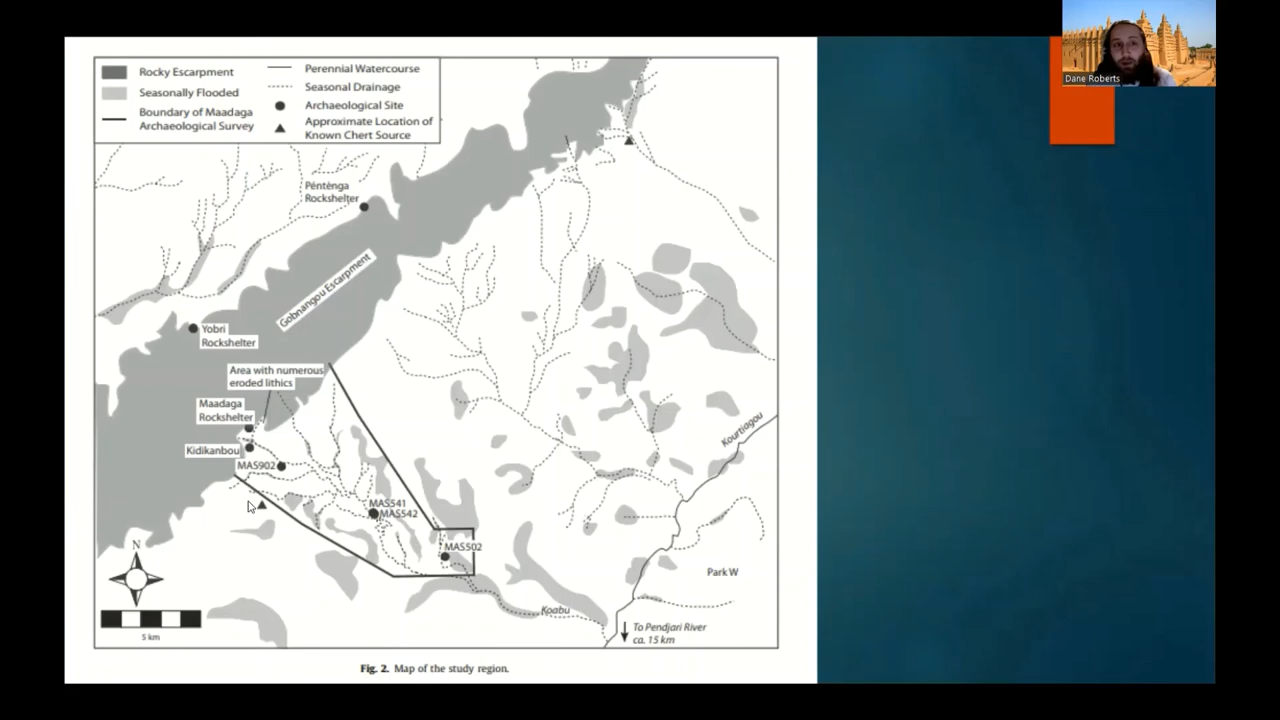 Dane Roberts
Rocky Escarpment
Seasonally Flooded
Boundary of Maadaga
Archaeological Survey
Perennial Watercourse
Seasonal Drainage
Archaeological Site
Approximate Location of
Known Chert Source
Péntènga
Rockshelter
Gobnangou Escarpment
Yobri
Rockshelter
Area with numerous
eroded lithics
Maadaga
Rockshelter
Kidikanbou
MAS902
MAS541
MAS542
MAS502
Kourtiagou
Park W
Koabu
To Pendjari River
ca. 15 km
N
5 km
Fig. 2. Map of the study region.